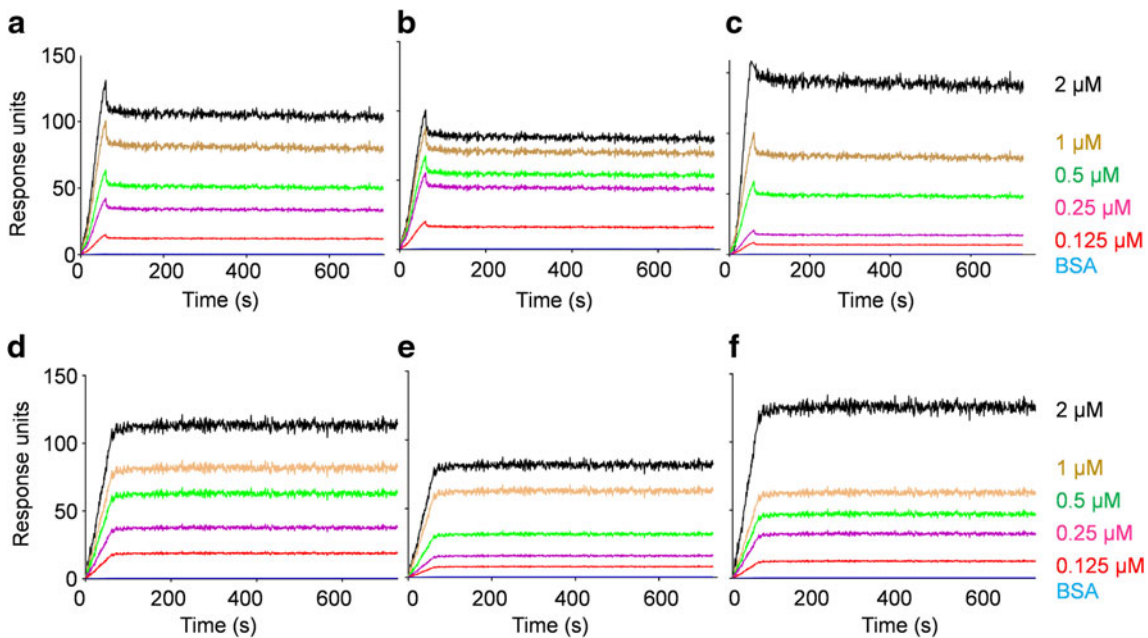 a
b
c
150
100
50
0
Response units
0 200 400 600
Time (s)
0 200 400 600
Time (s)
0 200 400 600
Time (s)
2 µM
1 µM
0.5 µM
0.25 µM
0.125 µM
BSA
d
e
f
150
100
50
0
Response units
0 200 400 600
Time (s)
0 200 400 600
Time (s)
0 200 400 600
Time (s)
2 µM
1 µM
0.5 µM
0.25 µM
0.125 µM
BSA